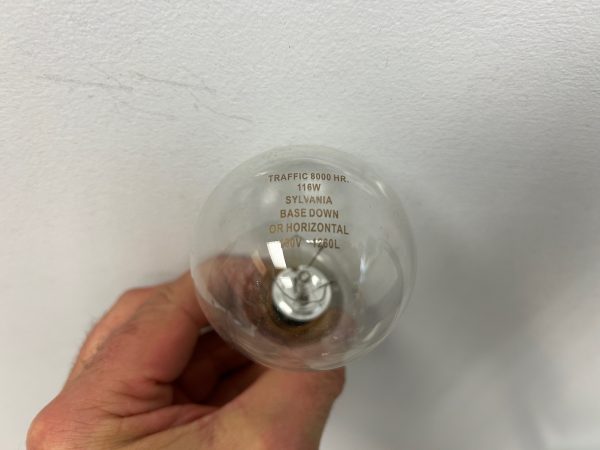 TRAFFIC 8000 HR.
116W
SYLVANIA
BASE DOWN
OR HORIZONTAL